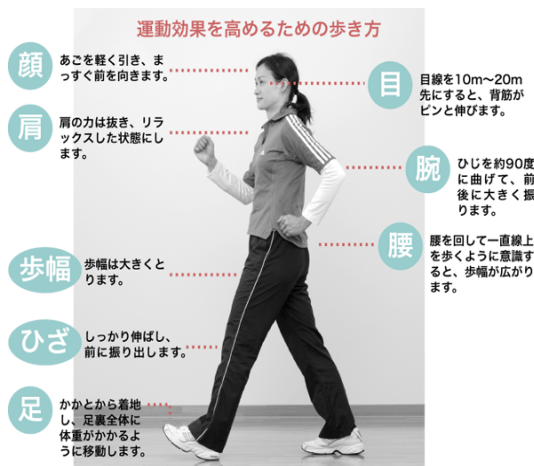 運動効果を高めるための歩き方
顔
あごを軽く引き、ま
っすぐ前を向きます。
目
目線を10m〜20m
先にすると、背筋が
ピンと伸びます。
肩
肩の力は抜き、リラ
ックスした状態にし
ます。
腕
ひじを約90度
に曲げて、前
後に大きく振
ります。
腰
腰を回して一直線上
を歩くように意識す
ると、歩幅が広がり
ます。
歩幅
歩幅は大きくと
ります。
ひざ
しっかり伸ばし、
前に振り出します。
足
かかとから着地
し、足裏全体に
体重がかかるよ
うに移動します。